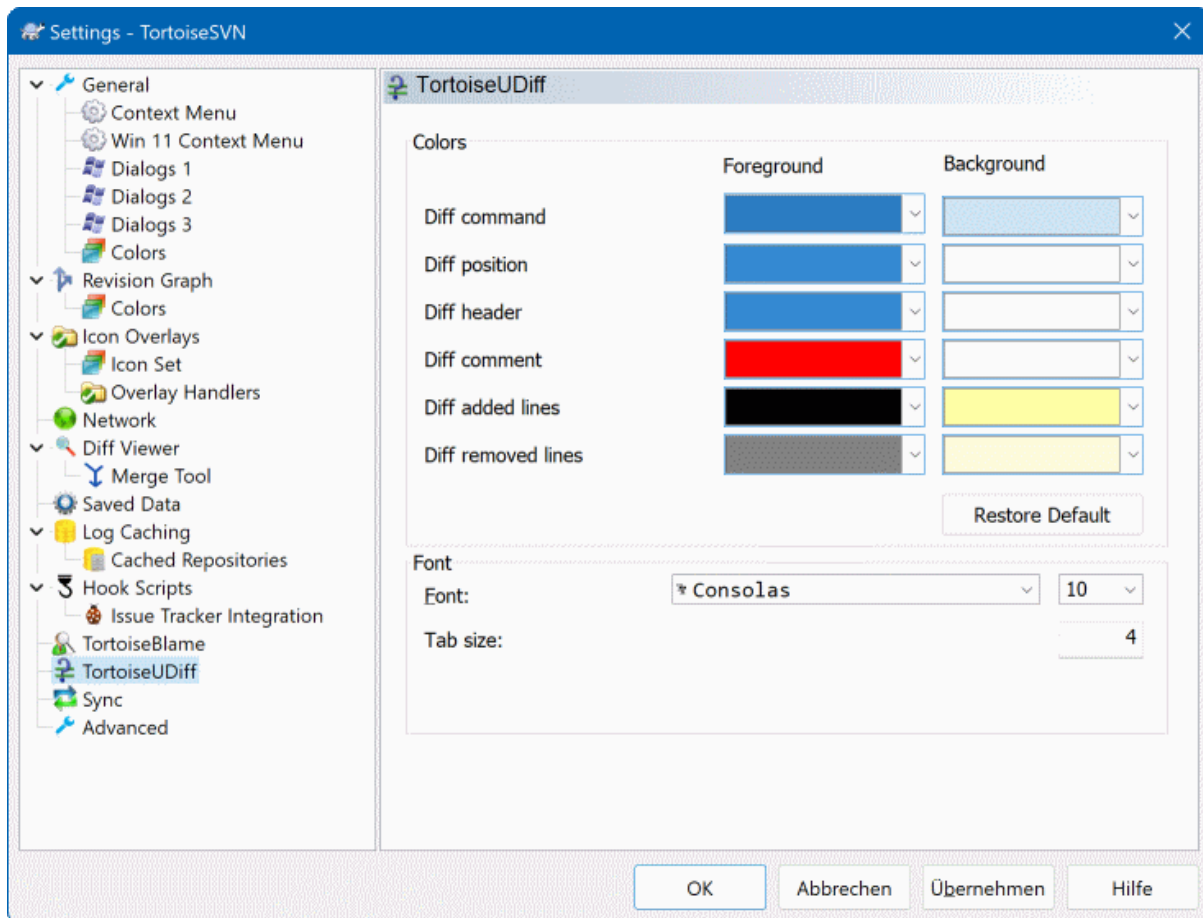 Settings - TortoiseSVN
General
Context Menu
Win 11 Context Menu
Dialogs 1
Dialogs 2
Dialogs 3
Colors
Revision Graph
Colors
Icon Overlays
Icon Set
Overlay Handlers
Network
Diff Viewer
Merge Tool
Saved Data
Log Caching
Cached Repositories
Hook Scripts
Issue Tracker Integration
TortoiseBlame
TortoiseUDiff
Sync
Advanced
TortoiseUDiff
Colors
Foreground Background
Diff command
Diff position
Diff header
Diff comment
Diff added lines
Diff removed lines
Restore Default
Font
Font: Consolas 10
Tab size: 4
OK Abbrechen Übernehmen Hilfe